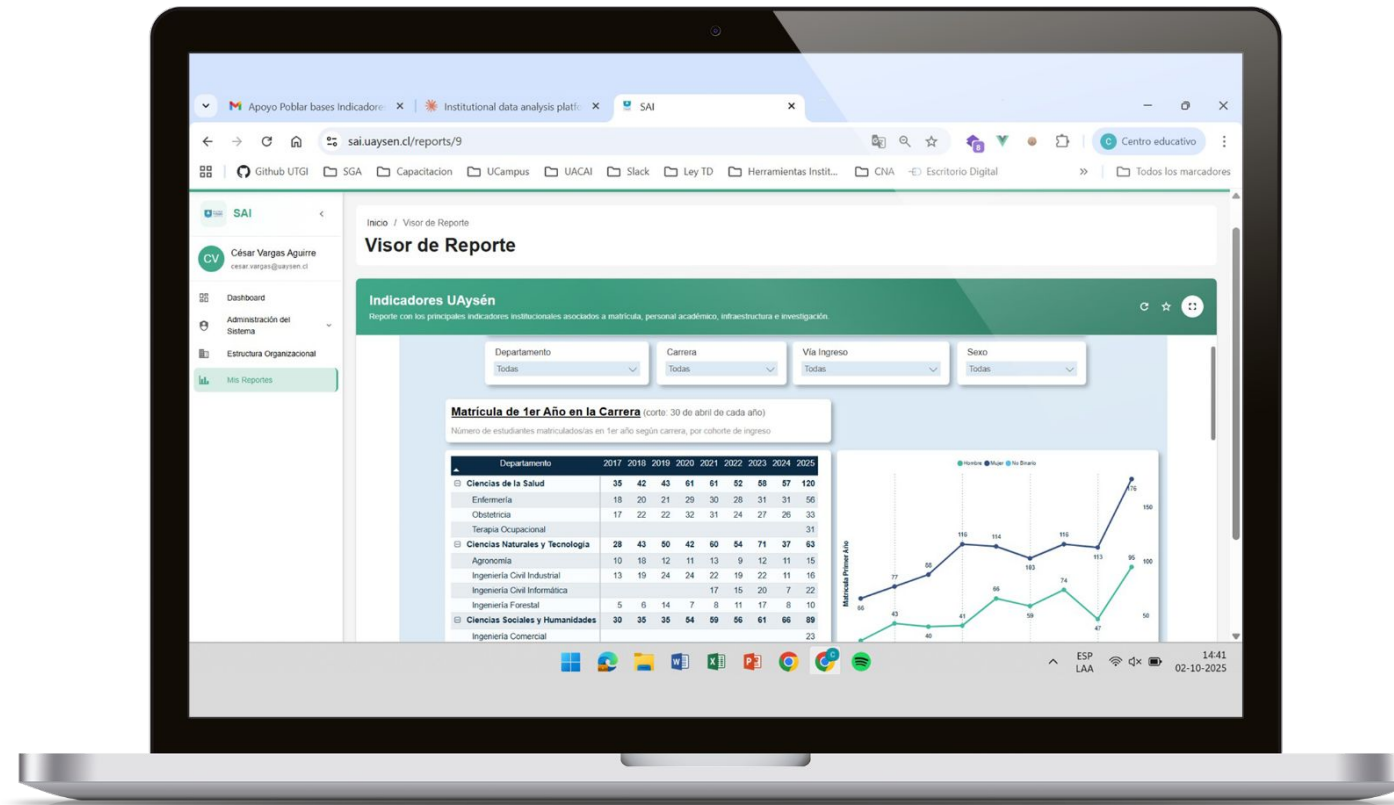 Apoyo Poblar bases Indicadore
Institutional data analysis platfo
SAI
sai.uaysen.cl/reports/9
Centro educativo
Github UTGI
SGA
Capacitacion
UCampus
UACAI
Slack
Ley TD
Herramientas Instit...
CNA
Escritorio Digital
»
Todos los marcadores
SAI
CV
César Vargas Aguirre
cesar.vargas@uaysen.cl
Dashboard
Administración del
Sistema
Estructura Organizacional
Mis Reportes
Inicio / Visor de Reporte
Visor de Reporte
Indicadores UAysén
Reporte con los principales indicadores institucionales asociados a matrícula, personal académico, infraestructura e investigación.
Departamento
Todas
Carrera
Todas
Vía Ingreso
Todas
Sexo
Todas
Matrícula de 1er Año en la Carrera (corte: 30 de abril de cada año)
Número de estudiantes matriculados/as en 1er año según carrera, por cohorte de ingreso
Departamento 2017 2018 2019 2020 2021 2022 2023 2024 2025
Ciencias de la Salud 35 42 43 61 61 52 58 57 120
Enfermería 18 20 21 29 30 28 31 31 56
Obstetricia 17 22 22 32 31 24 27 26 33
Terapia Ocupacional 31
Ciencias Naturales y Tecnología 28 43 50 42 60 54 71 37 63
Agronomía 10 18 12 11 13 9 12 11 15
Ingeniería Civil Industrial 13 19 24 24 22 19 22 11 16
Ingeniería Civil Informática 17 15 20 7 22
Ingeniería Forestal 5 6 14 7 8 11 17 8 10
Ciencias Sociales y Humanidades 30 35 35 54 59 56 61 66 89
Ingeniería Comercial 23
Hombre Mujer No Binario
Matrícula Primer Año
66 77 88 116 114 103 116 113 176
43 40 41 66 59 74 47 95
150
100
50
ESP
LAA
14:41
02-10-2025